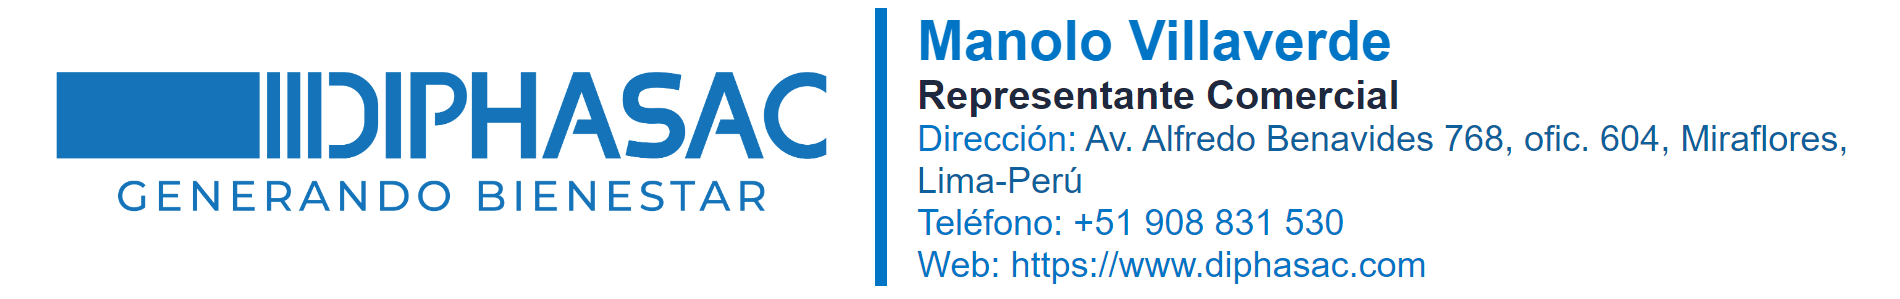 DIPHASAC
GENERANDO BIENESTAR
Manolo Villaverde
Representante Comercial
Dirección: Av. Alfredo Benavides 768, ofic. 604, Miraflores,
Lima-Perú
Teléfono: +51 908 831 530
Web: https://www.diphasac.com